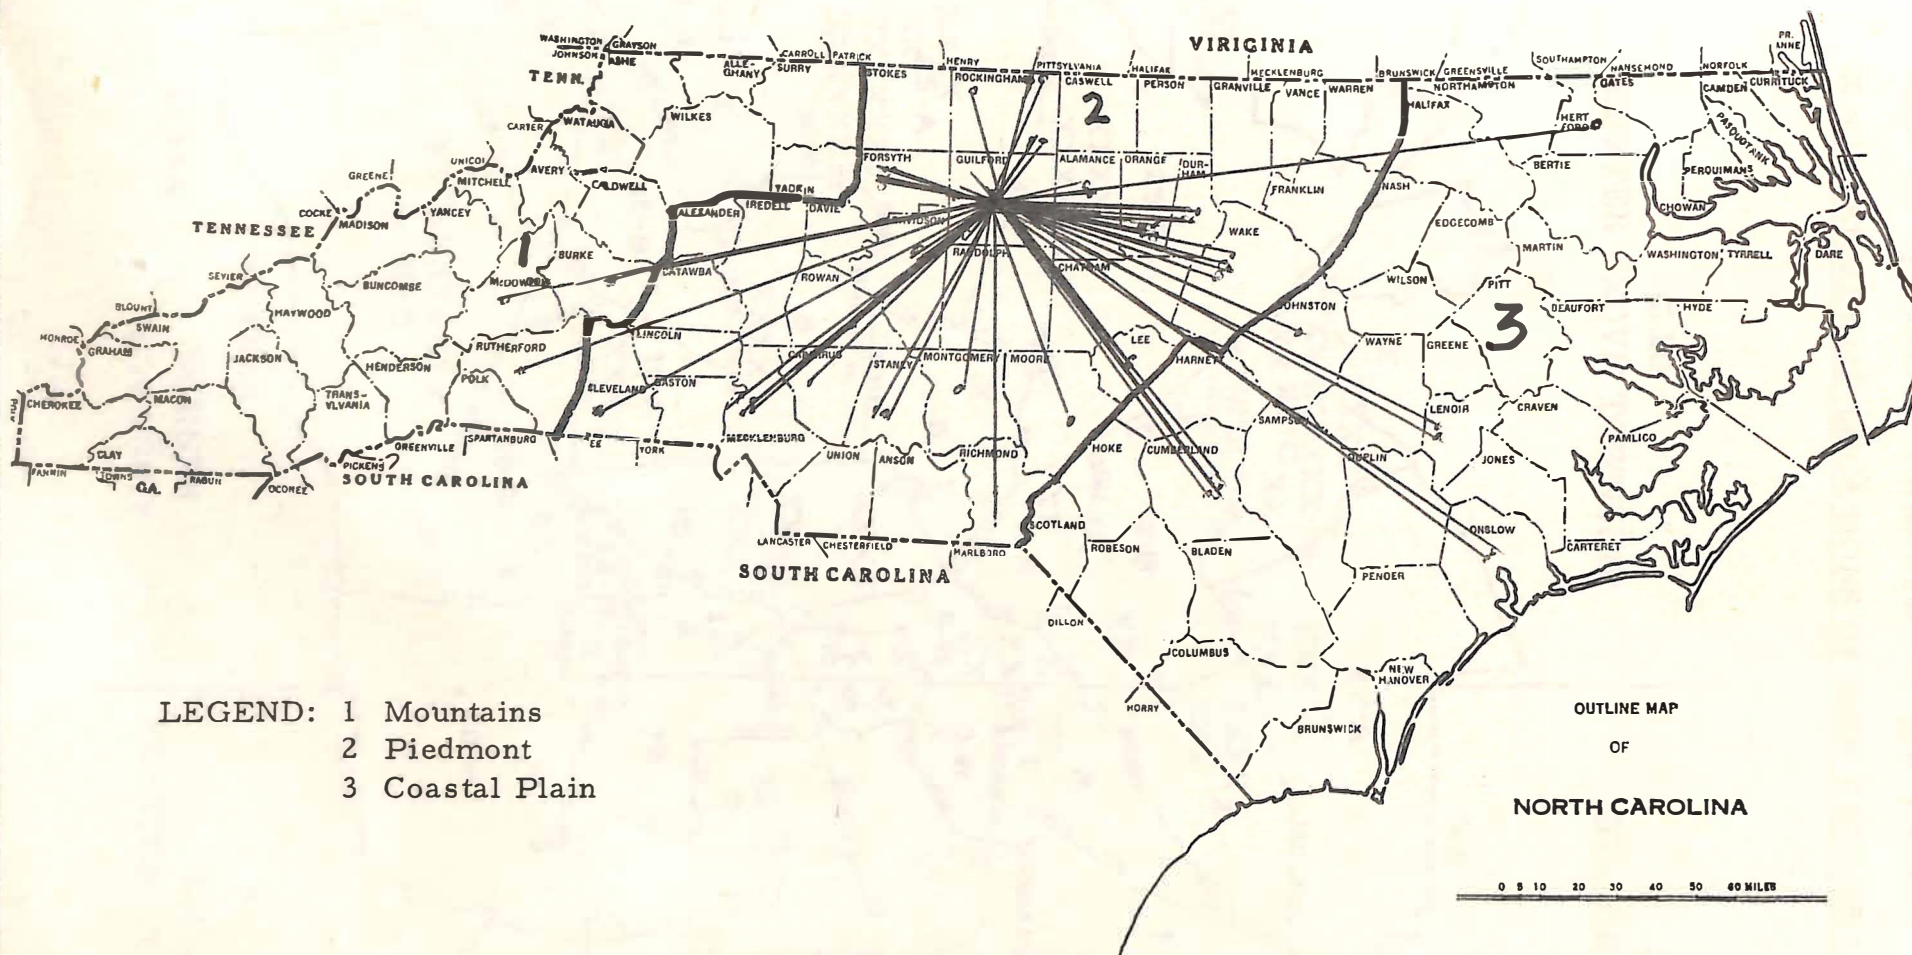 VIRIGINIA
WASHINGTON
GRAYSON
JOHNSON
ASHE
CARROLL
PATRICK
HENRY
PITTSYLVANIA
HALIFAX
MECKLENBURG
BRUNSWICK
GREENSVILLE
SOUTHAMPTON
NANSEMOND
NORFOLK
PR. ANNE
TENN.
ALLE-
GHANY
SURRY
STOKES
ROCKINGHAM
CASWELL
PERSON
GRANVILLE
VANCE
WARREN
NORTHAMPTON
GATES
CAMDEN
CURRITUCK
2
HALIFAX
HERT
FORD
PASQUOTANK
CARTER
WATAUGA
WILKES
UNICOI
AVERY
CALDWELL
MITCHELL
GREENE
FORSYTH
GUILFORD
ALAMANCE
ORANGE
DUR-
HAM
FRANKLIN
NASH
BERTIE
PERQUIMANS
CHOWAN
COCKE
MADISON
YANCEY
ALEXANDER
IREDELL
YADKIN
DAVIE
DAVIDSON
WAKE
EDGECOMB
MARTIN
WASHINGTON
TYRRELL
DARE
TENNESSEE
1
SEVIER
BURKE
McDOWELL
CATAWBA
ROWAN
RANDOLPH
CHATHAM
BUNCOMBE
WILSON
PITT
BLOUNT
SWAIN
HAYWOOD
JOHNSTON
BEAUFORT
HYDE
3
MONROE
GRAHAM
JACKSON
HENDERSON
RUTHERFORD
LINCOLN
CABARRUS
STANLY
MONTGOMERY
MOORE
LEE
HARNETT
WAYNE
GREENE
POLK
CLEVELAND
GASTON
POLK
CHEROKEE
MACON
TRANS-
YLVANIA
LENOIR
CRAVEN
SAMPSON
PAMLICO
CLAY
GREENVILLE
SPARTANBURG
YORK
MECKLENBURG
UNION
ANSON
RICHMOND
HOKE
CUMBERLAND
DUPLIN
JONES
FANNIN
TOWNS
GA.
RABUN
OCONEE
PICKENS
SOUTH CAROLINA
SCOTLAND
ROBESON
BLADEN
ONSLOW
CARTERET
LANCASTER
CHESTERFIELD
MARLBORO
SOUTH CAROLINA
PENDER
DILLON
COLUMBUS
NEW
HANOVER
HORRY
BRUNSWICK
LEGEND: 1 Mountains
2 Piedmont
3 Coastal Plain
OUTLINE MAP
OF
NORTH CAROLINA
0 5 10 20 30 40 50 60 MILES